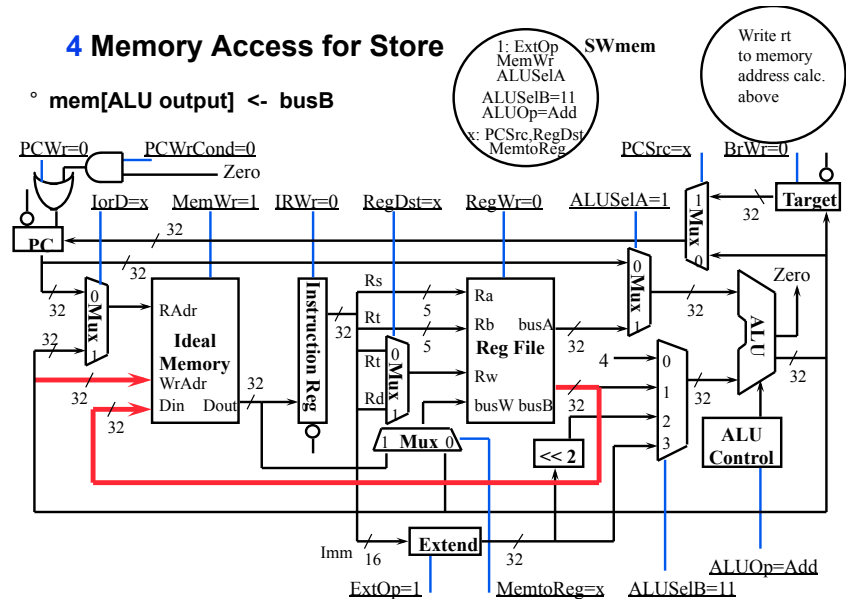 4 Memory Access for Store
° mem[ALU output] <- busB
1: ExtOp
MemWr
ALUSelA
ALUSelB=11
ALUOp=Add
x: PCSrc,RegDst
MemtoReg
SWmem
Write rt
to memory
address calc.
above
PCWr=0
PCWrCond=0
Zero
PCSrc=x
BrWr=0
IorD=x
MemWr=1
IRWr=0
RegDst=x
RegWr=0
ALUSelA=1
1
Mux
0
32
Target
PC
32
32
32
32
0
Mux
1
32
RAdr
Ideal
Memory
WrAdr
Din
Dout
32
32
32
Instruction Reg
32
Rs
Rt
Rt
Rd
5
5
0
Mux
1
Ra
Rb
busA
Reg File
Rw
busW
busB
32
32
1 Mux 0
0
Mux
1
32
4
0
1
2
3
32
<< 2
Zero
ALU
32
ALU
Control
Imm
16
Extend
32
ExtOp=1
MemtoReg=x
ALUSelB=11
ALUOp=Add